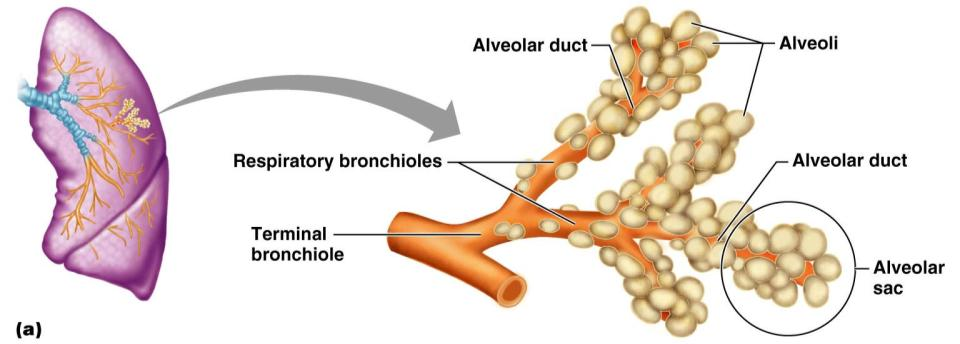 Alveolar duct
Alveoli
Respiratory bronchioles
Alveolar duct
Terminal
bronchiole
Alveolar
sac
(a)